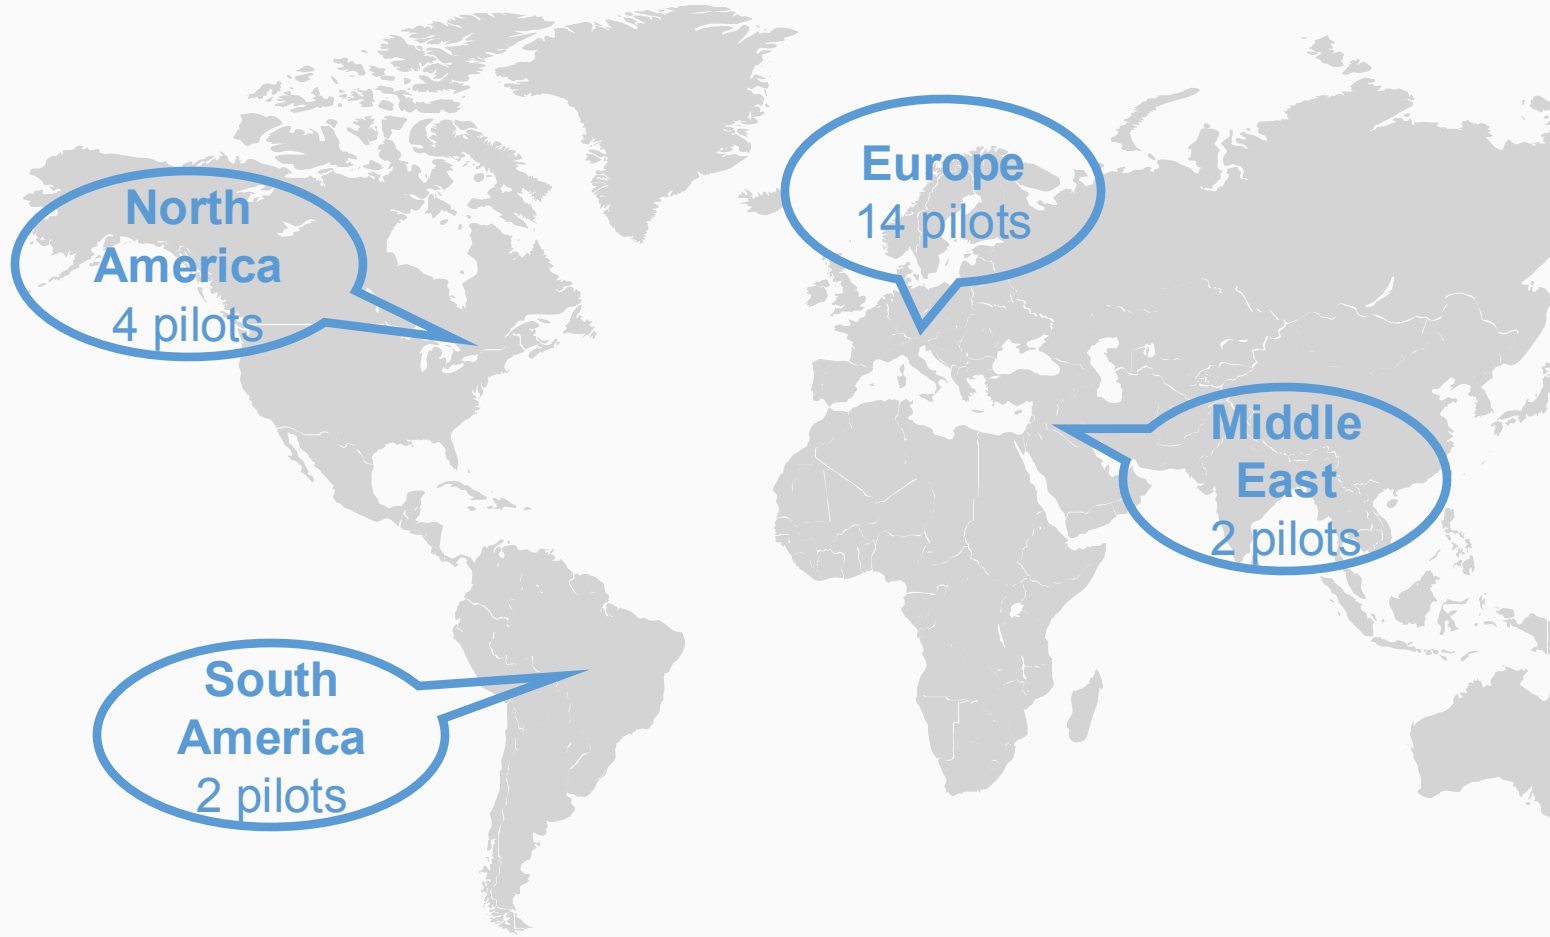 North
America
4 pilots
Europe
14 pilots
Middle
East
2 pilots
South
America
2 pilots